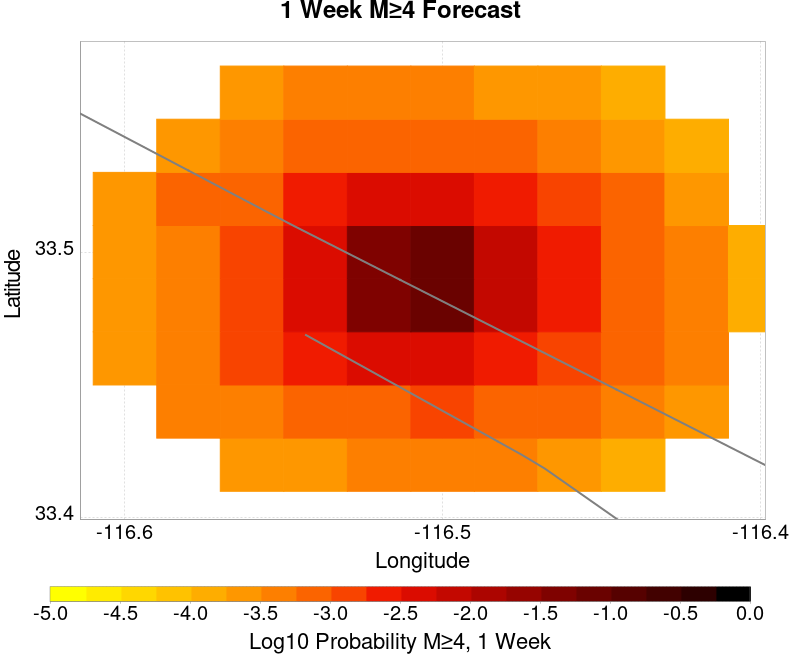 1 Week M≥4 Forecast
Latitude
33.5
33.4
-116.6 -116.5 -116.4
Longitude
-5.0 -4.5 -4.0 -3.5 -3.0 -2.5 -2.0 -1.5 -1.0 -0.5 0.0
Log10 Probability M≥4, 1 Week